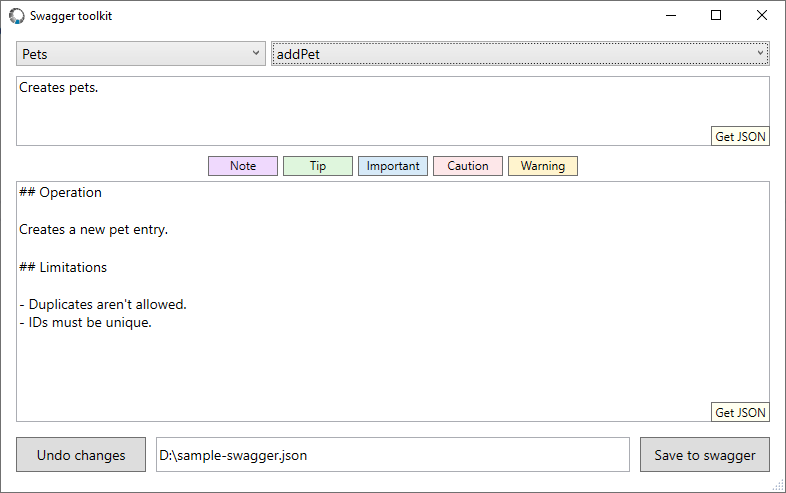 Swagger toolkit
Pets
addPet
Creates pets.
Get JSON
Note
Tip
Important
Caution
Warning
## Operation
Creates a new pet entry.
## Limitations
- Duplicates aren't allowed.
- IDs must be unique.
Get JSON
Undo changes
D:\sample-swagger.json
Save to swagger